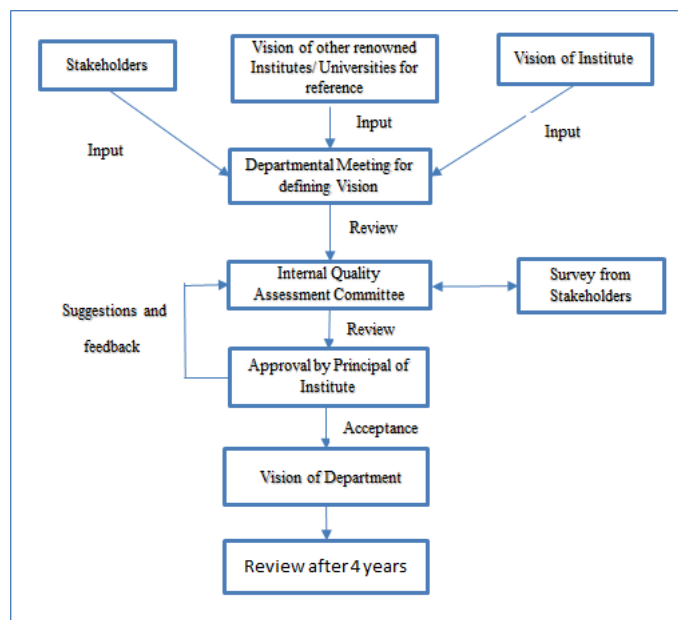 Stakeholders
Vision of other renowned
Institutes/ Universities for
reference
Vision of Institute
Input
Input
Input
Departmental Meeting for
defining Vision
Review
Internal Quality
Assessment Committee
Survey from
Stakeholders
Suggestions and
feedback
Review
Approval by Principal of
Institute
Acceptance
Vision of Department
Review after 4 years